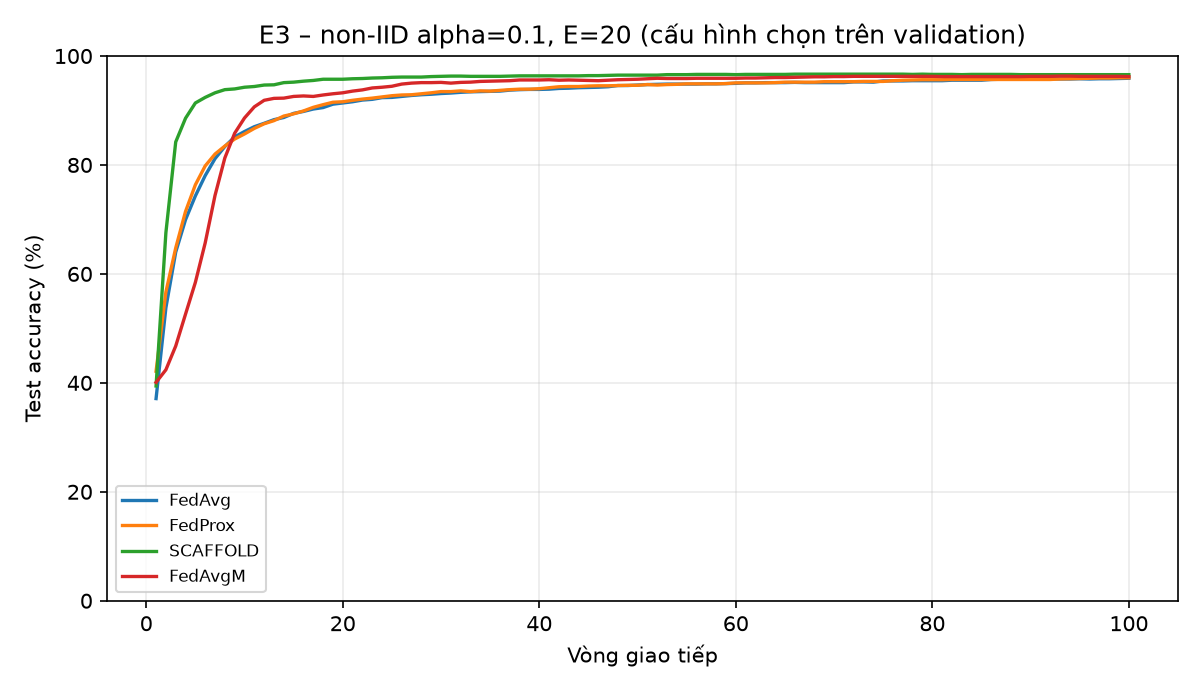 E3 – non-IID alpha=0.1, E=20 (cấu hình chọn trên validation)
Test accuracy (%)
100
80
60
40
20
0
FedAvg
FedProx
SCAFFOLD
FedAvgM
0 20 40 60 80 100
Vòng giao tiếp